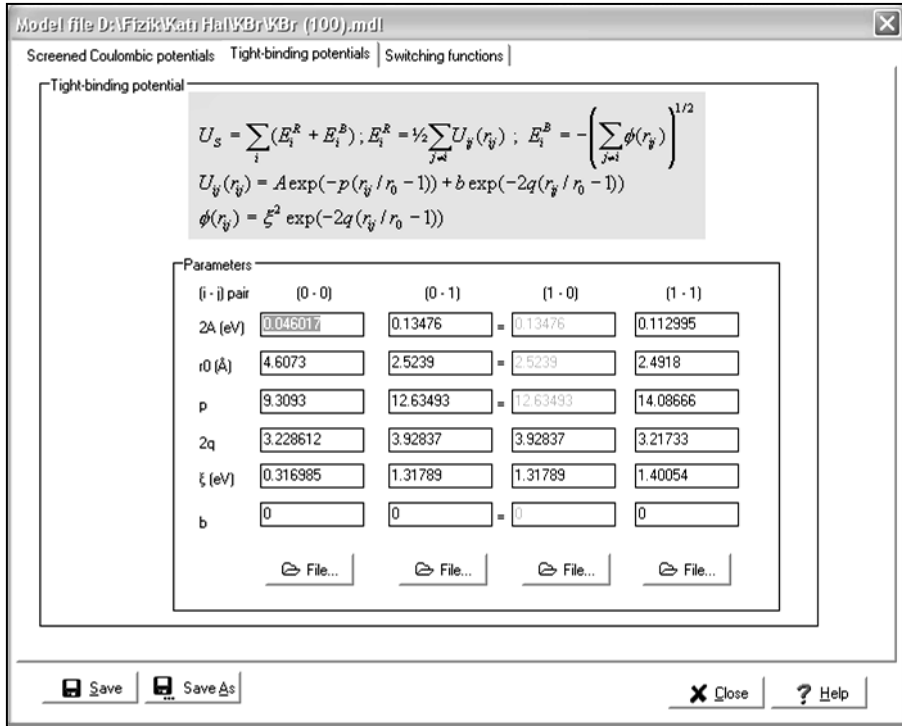 Model file D:\Fizik\Katı Hal\KBr\KBr (100).mdl
Screened Coulombic potentials Tight-binding potentials Switching functions
Tight-binding potential
U_S = ∑_i (E_i^R + E_i^B) ; E_i^R = ½ ∑_{j≠i} U_ij(r_ij) ; E_i^B = -(∑_{j≠i} ϕ(r_ij))^{1/2}
U_ij(r_ij) = A exp(-p(r_ij / r_0 - 1)) + b exp(-2q(r_ij / r_0 - 1))
ϕ(r_ij) = ξ^2 exp(-2q(r_ij / r_0 - 1))
Parameters
(i - j) pair (0 - 0) (0 - 1) (1 - 0) (1 - 1)
2A (eV) 0.046017 0.13476 = 0.13476 0.112995
r0 (Å) 4.6073 2.5239 = 2.5239 2.4918
p 9.3093 12.63493 = 12.63493 14.08666
2q 3.228612 3.92837 3.92837 3.21733
ξ (eV) 0.316985 1.31789 1.31789 1.40054
b 0 0 = 0 0
File... File... File... File...
Save Save As Close Help